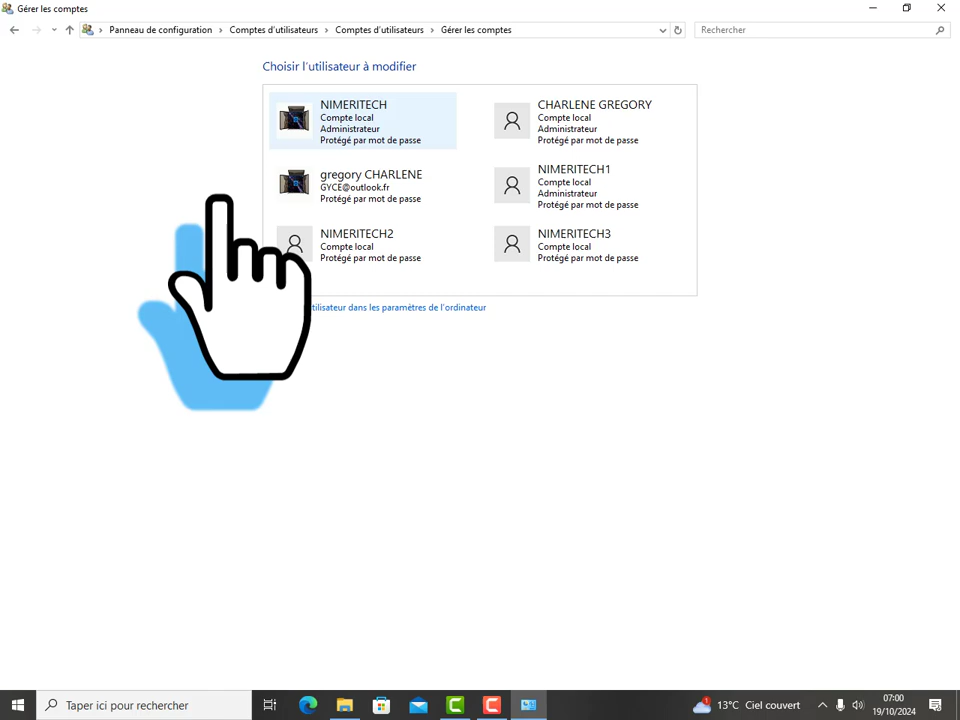 Gérer les comptes
Panneau de configuration > Comptes d'utilisateurs > Comptes d'utilisateurs > Gérer les comptes
Rechercher
Choisir l'utilisateur à modifier
NIMERITECH
Compte local
Administrateur
Protégé par mot de passe
CHARLENE GREGORY
Compte local
Administrateur
Protégé par mot de passe
gregory CHARLENE
GYCE@outlook.fr
Protégé par mot de passe
NIMERITECH1
Compte local
Administrateur
Protégé par mot de passe
NIMERITECH2
Compte local
Protégé par mot de passe
NIMERITECH3
Compte local
Protégé par mot de passe
dans les paramètres de l'ordinateur
Taper ici pour rechercher
13°C Ciel couvert
07:00
19/10/2024